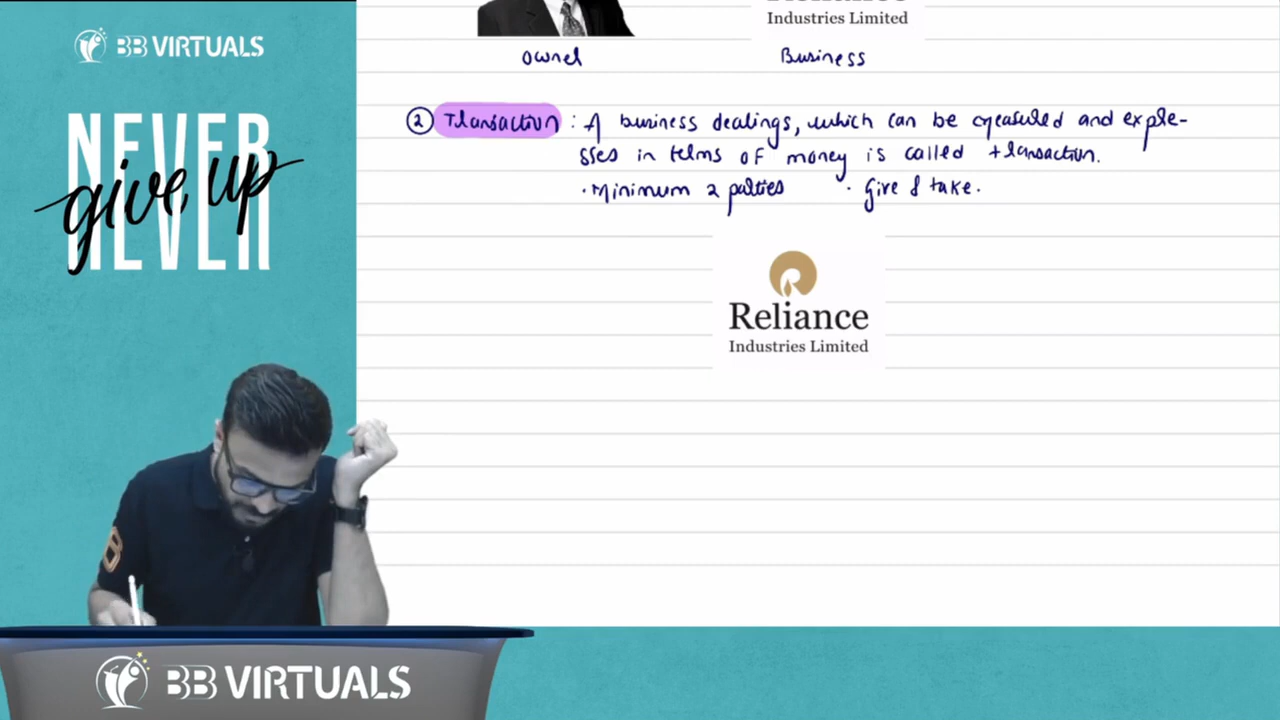 BB VIRTUALS
NEVER
give up
NEVER
Industries Limited
Owner
Business
② Transaction : A business dealings, which can be measured and expre-
sses in terms of money is called transaction.
· Minimum 2 parties · Give & take.
Reliance
Industries Limited
BB VIRTUALS